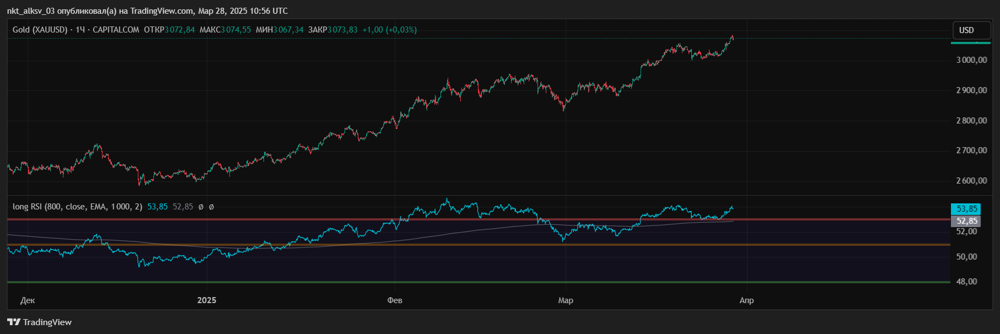 nkt_alksv_03 опубликовал(а) на TradingView.com, Мар 28, 2025 10:56 UTC
Gold (XAUUSD) · 1Ч · CAPITALCOM ОТКР3 072,84 МАКС3 074,55 МИН3 067,34 ЗАКР3 073,83 +1,00 (+0,03%)
USD
3 000,00
2 900,00
2 800,00
2 700,00
2 600,00
long RSI (800, close, EMA, 1 000, 2) 53,85 52,85 ø ø
53,85
52,85
52,00
50,00
48,00
Дек 2025 Фев Мар Апр
TradingView